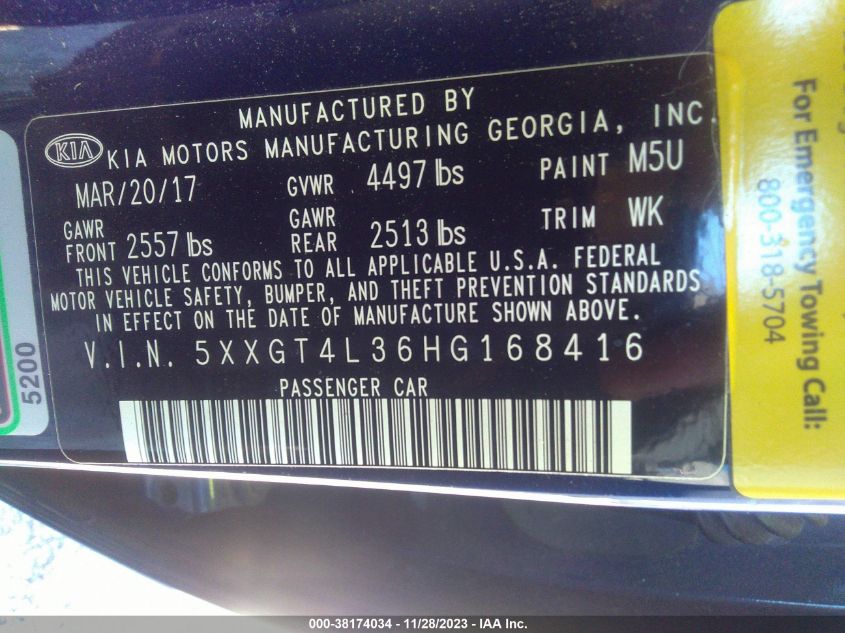 MANUFACTURED BY
KIA KIA MOTORS MANUFACTURING GEORGIA, INC.
MAR/20/17 GVWR 4497 lbs PAINT M5U
GAWR FRONT 2557 lbs GAWR REAR 2513 lbs TRIM WK
THIS VEHICLE CONFORMS TO ALL APPLICABLE U.S.A. FEDERAL
MOTOR VEHICLE SAFETY, BUMPER, AND THEFT PREVENTION STANDARDS
IN EFFECT ON THE DATE OF MANUFACTURE SHOWN ABOVE.
V.I.N. 5XXGT4L36HG168416
PASSENGER CAR
5200
For Emergency Towing Call:
800-318-5704
000-38174034 - 11/28/2023 - IAA Inc.